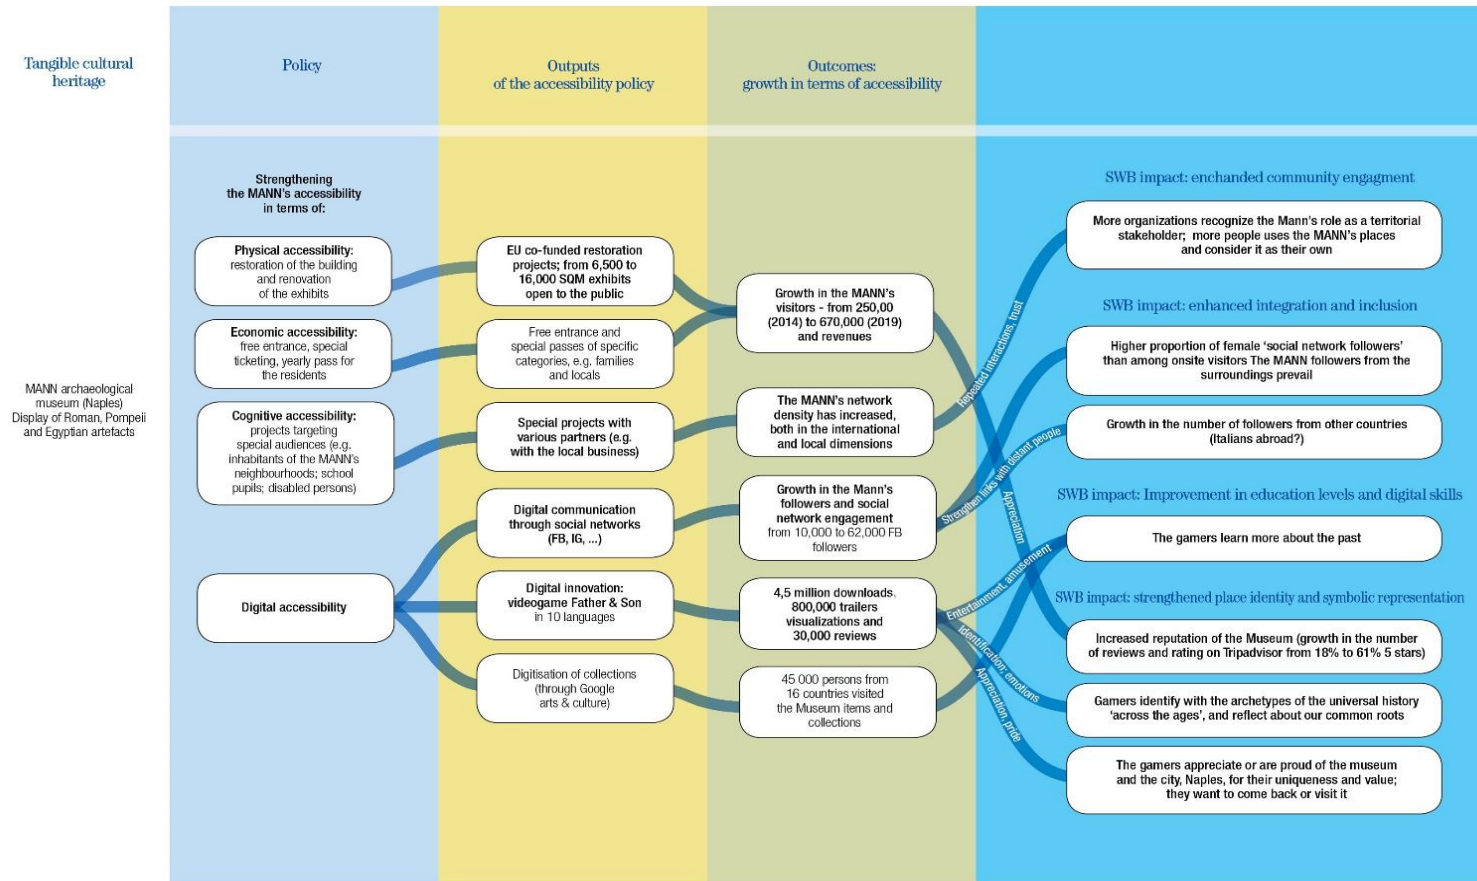 Tangible cultural
heritage
Policy
Outputs
of the accessibility policy
Outcomes:
growth in terms of accessibility
MANN archaeological
museum (Naples)
Display of Roman, Pompeii
and Egyptian artefacts
Strengthening
the MANN's accessibility
in terms of:
Physical accessibility:
restoration of the building
and renovation
of the exhibits
Economic accessibility:
free entrance, special
ticketing, yearly pass for
the residents
Cognitive accessibility:
projects targeting
special audiences (e.g.
inhabitants of the MANN's
neighbourhoods; school
pupils; disabled persons)
Digital accessibility
EU co-funded restoration
projects; from 6,500 to
16,000 SQM exhibits
open to the public
Free entrance and
special passes of specific
categories, e.g. families
and locals
Special projects with
various partners (e.g.
with the local business)
Digital communication
through social networks
(FB, IG, ...)
Digital innovation:
videogame Father & Son
in 10 languages
Digitisation of collections
(through Google
arts & culture)
Growth in the MANN's
visitors - from 250,00
(2014) to 670,000 (2019)
and revenues
The MANN's network
density has increased,
both in the international
and local dimensions
Growth in the Mann's
followers and social
network engagement
from 10,000 to 62,000 FB
followers
4,5 million downloads,
800,000 trailers
visualizations and
30,000 reviews
45 000 persons from
16 countries visited
the Museum items and
collections
Repeated interactions, trust
Strengthen links with distant people
Appreciation
Entertainment, amusement
Identification; emotions
Appreciation, pride
SWB impact: enchanded community engagment
More organizations recognize the Mann's role as a territorial
stakeholder; more people uses the MANN's places
and consider it as their own
SWB impact: enhanced integration and inclusion
Higher proportion of female 'social network followers'
than among onsite visitors The MANN followers from the
surroundings prevail
Growth in the number of followers from other countries
(Italians abroad?)
SWB impact: Improvement in education levels and digital skills
The gamers learn more about the past
SWB impact: strengthened place identity and symbolic representation
Increased reputation of the Museum (growth in the number
of reviews and rating on Tripadvisor from 18% to 61% 5 stars)
Gamers identify with the archetypes of the universal history
'across the ages', and reflect about our common roots
The gamers appreciate or are proud of the museum
and the city, Naples, for their uniqueness and value;
they want to come back or visit it